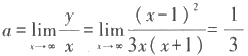 a = lim_{x→∞} y/x = lim_{x→∞} (x−1)²/3x(x+1) = 1/3